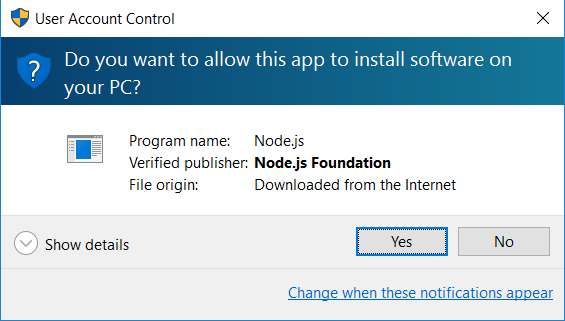 User Account Control
Do you want to allow this app to install software on
your PC?
Program name: Node.js
Verified publisher: Node.js Foundation
File origin: Downloaded from the Internet
Show details
Yes
No
Change when these notifications appear